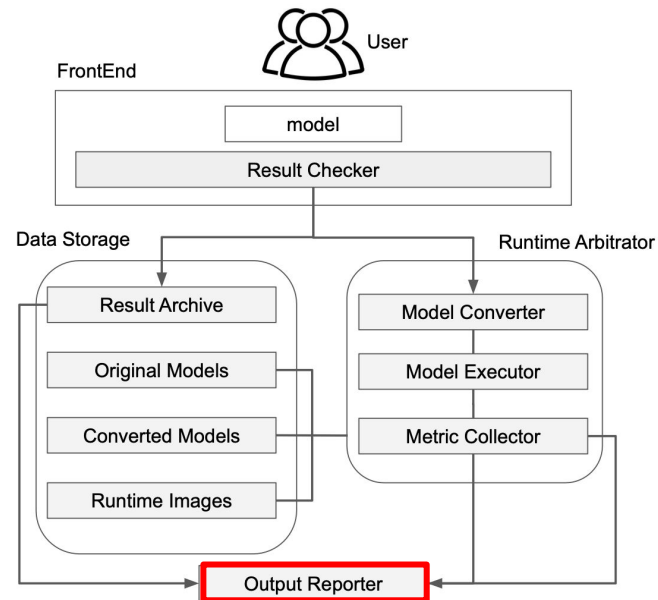 User
FrontEnd
model
Result Checker
Data Storage
Runtime Arbitrator
Result Archive
Model Converter
Original Models
Model Executor
Converted Models
Metric Collector
Runtime Images
Output Reporter